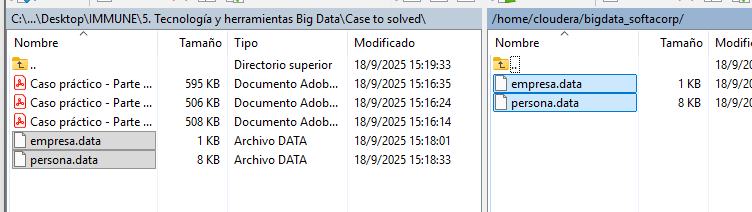 C:\...\Desktop\IMMUNE\5. Tecnología y herramientas Big Data\Case to solved\
Nombre Tamaño Tipo Modificado
.. Directorio superior 18/9/2025 15:19:33
Caso práctico - Parte ... 595 KB Documento Adob... 18/9/2025 15:16:35
Caso práctico - Parte ... 506 KB Documento Adob... 18/9/2025 15:16:24
Caso práctico - Parte ... 508 KB Documento Adob... 18/9/2025 15:16:14
empresa.data 1 KB Archivo DATA 18/9/2025 15:18:01
persona.data 8 KB Archivo DATA 18/9/2025 15:18:33
/home/cloudera/bigdata_softacorp/
Nombre Tamaño Modific
.. 18/9/20
empresa.data 1 KB 18/9/20
persona.data 8 KB 18/9/20